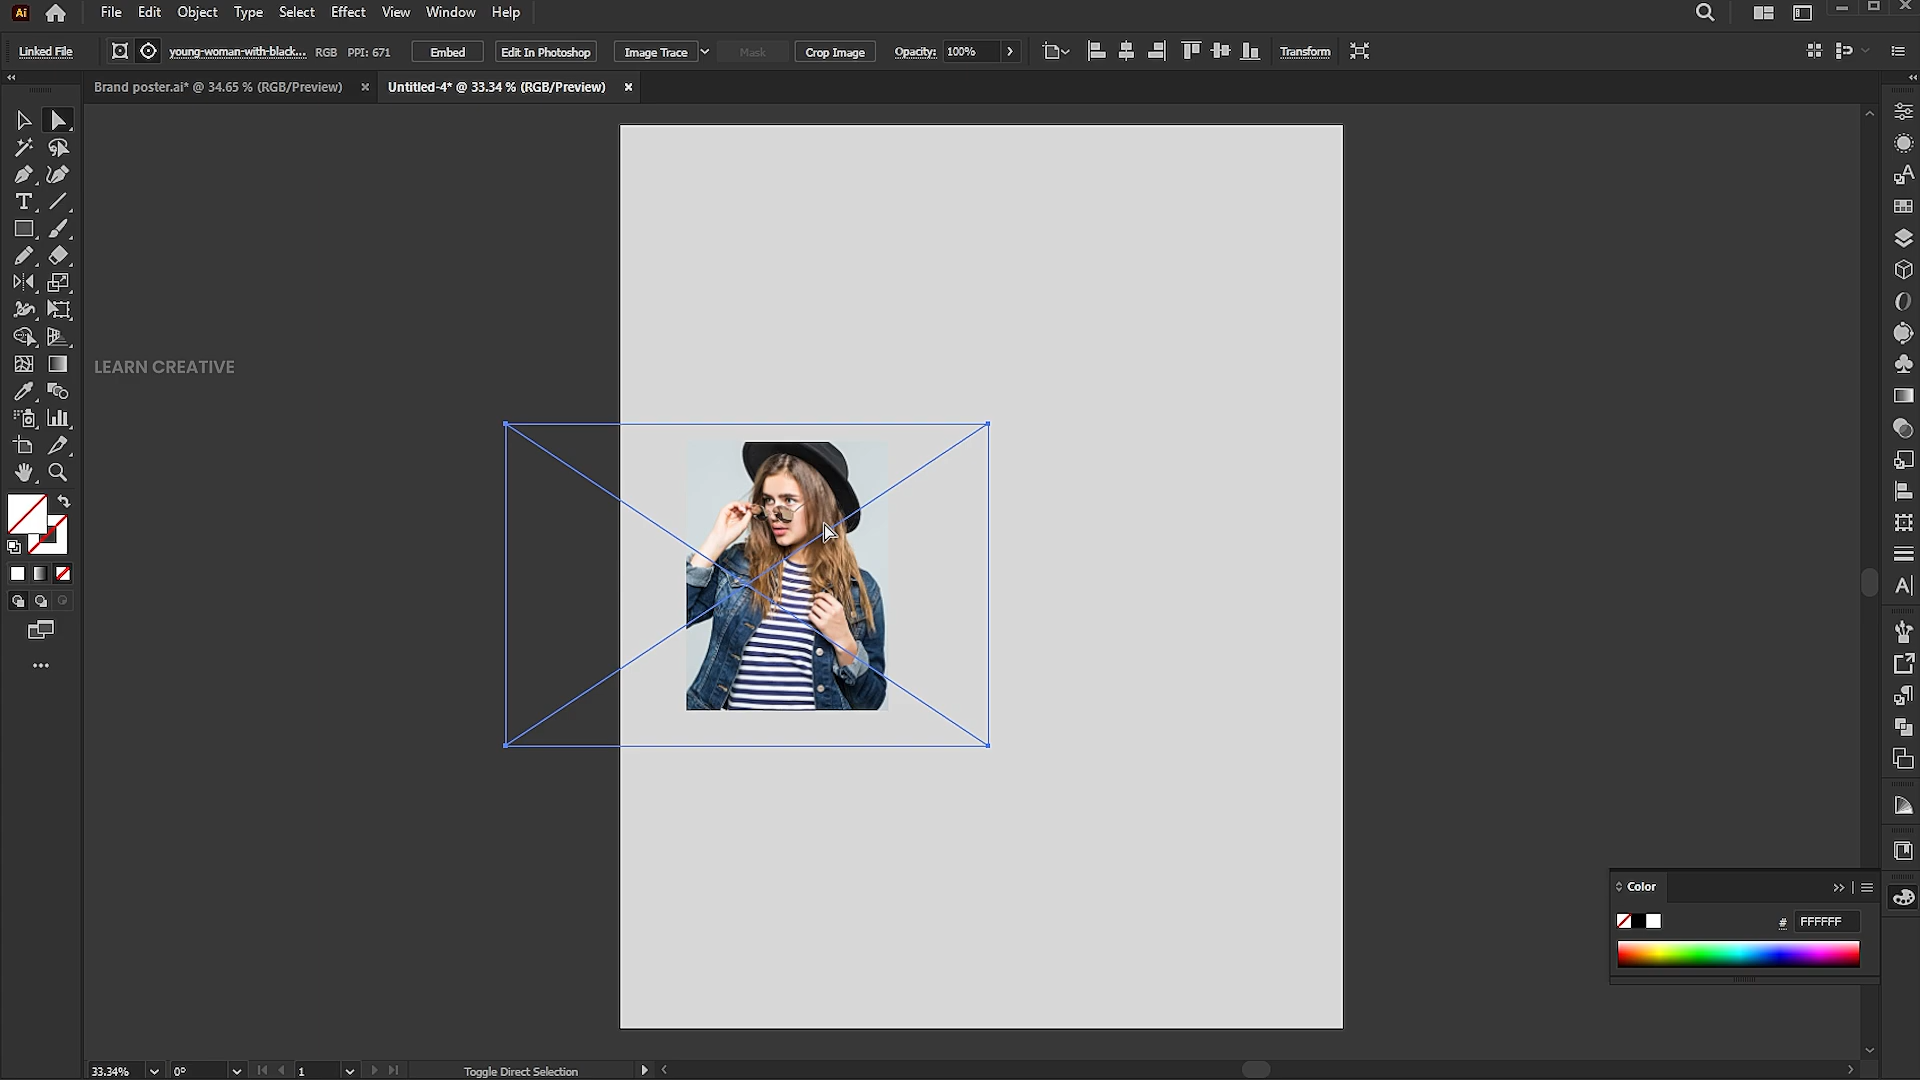 Ai File Edit Object Type Select Effect View Window Help
Linked File young-woman-with-black... RGB PPI: 671 Embed Edit In Photoshop Image Trace Mask Crop Image Opacity: 100% Transform
Brand poster.ai* @ 34.65 % (RGB/Preview) × Untitled-4* @ 33.34 % (RGB/Preview) ×
LEARN CREATIVE
Color
# FFFFFF
33.34% 0° 1 Toggle Direct Selection